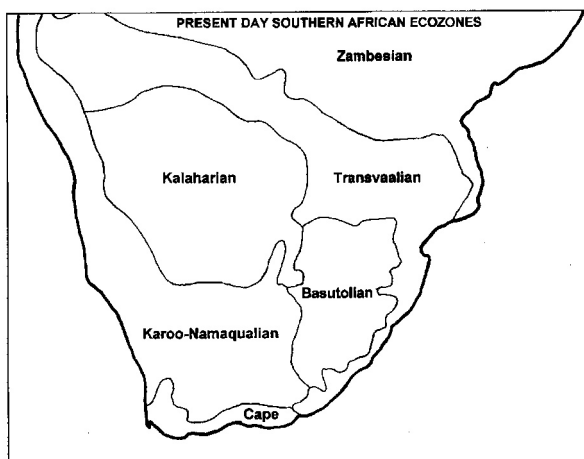 PRESENT DAY SOUTHERN AFRICAN ECOZONES
Zambesian
Kalaharian
Transvaalian
Basutolian
Karoo-Namaqualian
Cape